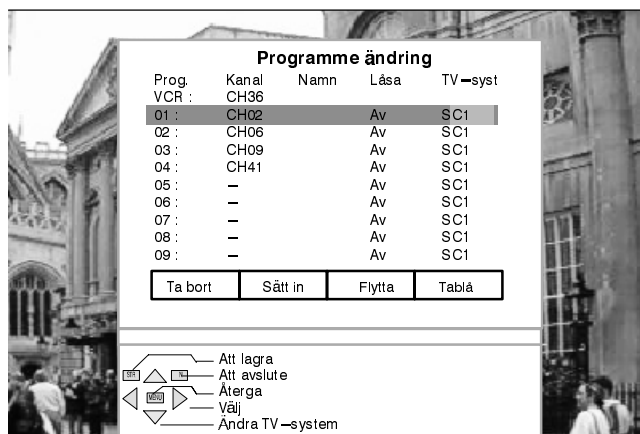 Programme ändring
Prog. Kanal Namn Låsa TV-syst
VCR : CH36
01 : CH02 Av SC1
02 : CH06 Av SC1
03 : CH09 Av SC1
04 : CH41 Av SC1
05 : – Av SC1
06 : – Av SC1
07 : – Av SC1
08 : – Av SC1
09 : – Av SC1
Ta bort Sätt in Flytta Tablå
Att lagra
STR N Att avslute
MENU Återga
Välj
Ändra TV-system